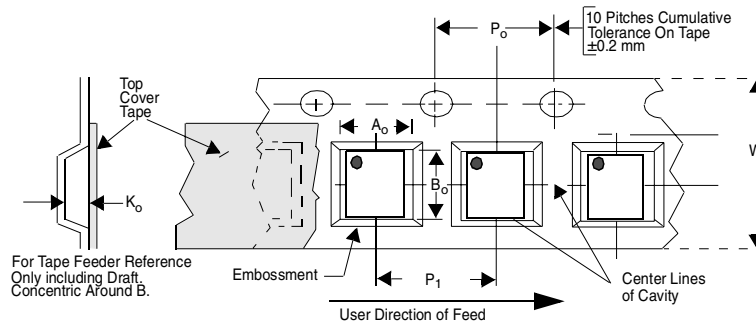 10 Pitches Cumulative
Tolerance On Tape
±0.2 mm
Po
Top
Cover
Tape
Ao
W
Bo
Ko
For Tape Feeder Reference
Only including Draft.
Concentric Around B.
Embossment
P1
Center Lines
of Cavity
User Direction of Feed